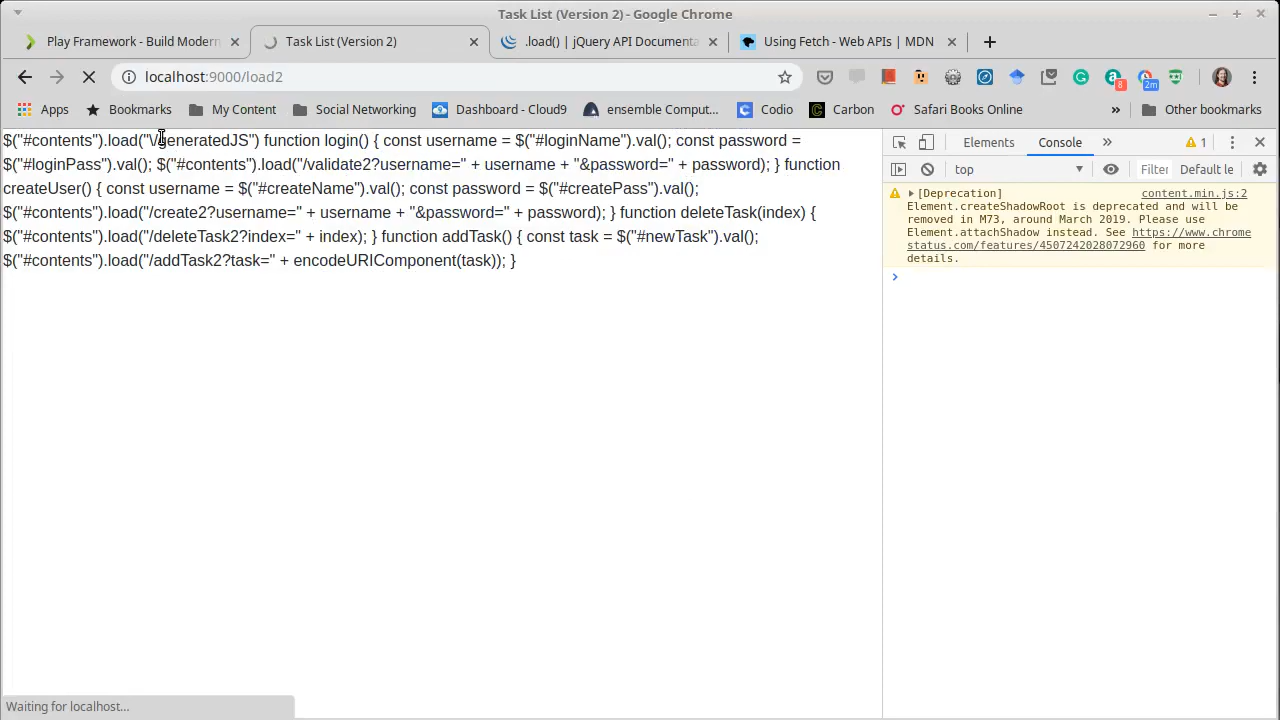 Task List (Version 2) - Google Chrome
Play Framework - Build Modern
Task List (Version 2)
.load() | jQuery API Documenta
Using Fetch - Web APIs | MDN
localhost:9000/load2
8
2m
Apps
Bookmarks
My Content
Social Networking
Dashboard - Cloud9
ensemble Comput...
Codio
Carbon
Safari Books Online
»
Other bookmarks
$("#contents").load("\/generatedJS") function login() { const username = $("#loginName").val(); const password =
$("#loginPass").val(); $("#contents").load("/validate2?username=" + username + "&password=" + password); } function
createUser() { const username = $("#createName").val(); const password = $("#createPass").val();
$("#contents").load("/create2?username=" + username + "&password=" + password); } function deleteTask(index) {
$("#contents").load("/deleteTask2?index=" + index); } function addTask() { const task = $("#newTask").val();
$("#contents").load("/addTask2?task=" + encodeURIComponent(task)); }
Elements
Console
»
1
top
Filter
Default le
[Deprecation] content.min.js:2
Element.createShadowRoot is deprecated and will be
removed in M73, around March 2019. Please use
Element.attachShadow instead. See https://www.chrome
status.com/features/4507242028072960 for more
details.
Waiting for localhost...